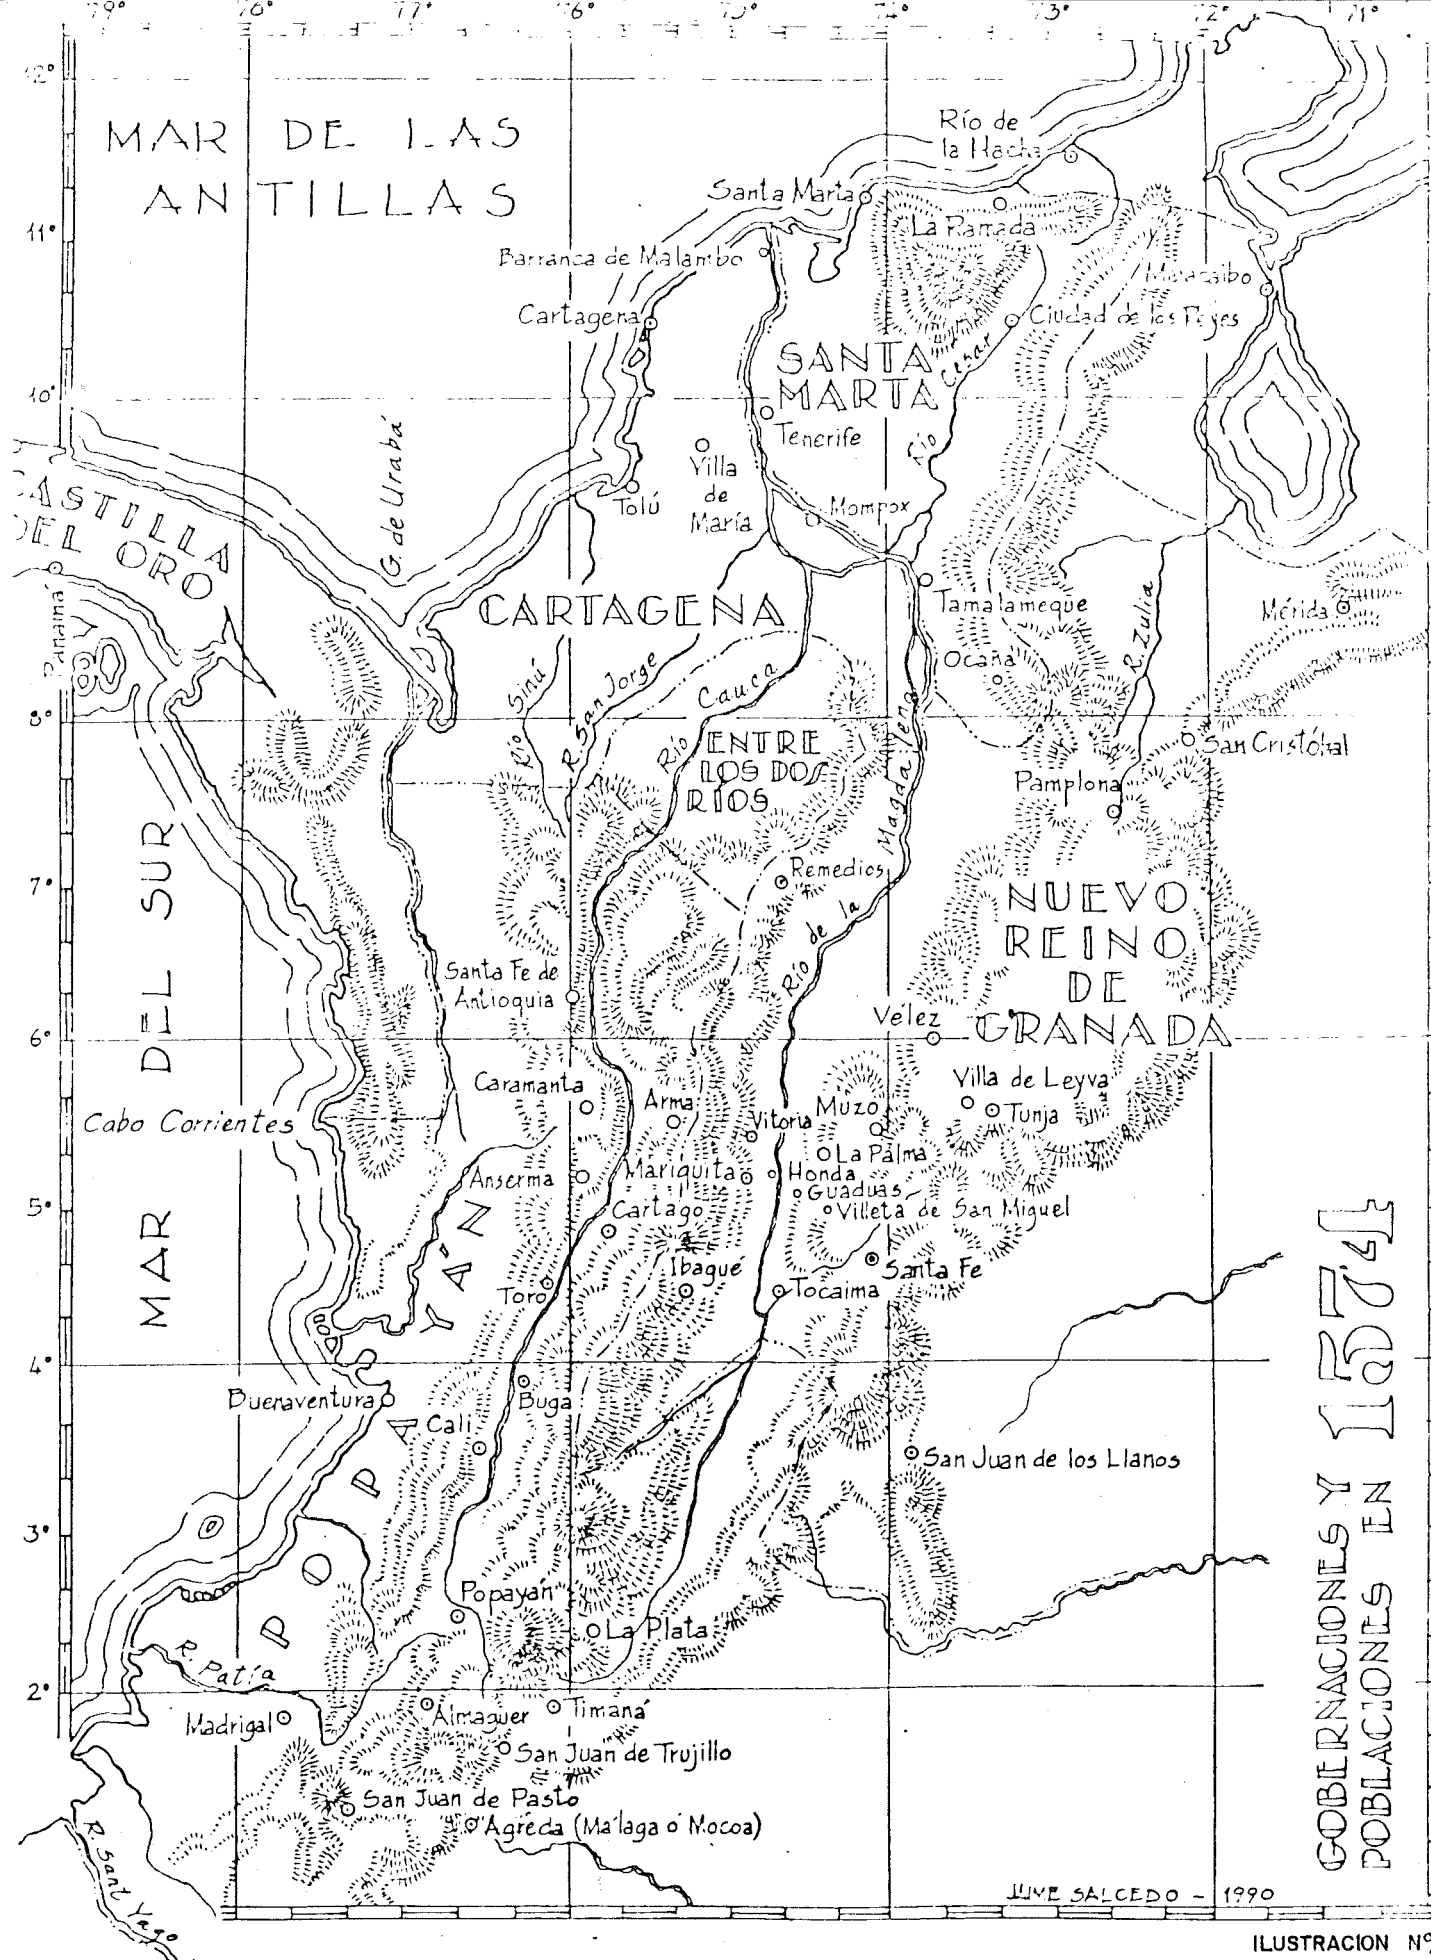 79° 78° 77° 76° 75° 74° 73° 72° 71°
12°
MAR DE LAS
ANTILLAS
Río de
la Hacha
Santa Marta
La Ramada
11°
Barranca de Malambo
Maracaibo
Cartagena
Ciudad de los Reyes
SANTA
MARTA
Río Cesar
10°
Tenerife
G. de Urabá
Villa
de
María
Tolú
Mompox
CASTILLA
DEL ORO
Panamá
CARTAGENA
Tamalameque
R. Zulia
Mérida
Ocaña
Río Sinú
R. San Jorge
Río Cauca
8°
ENTRE
LOS DOS
RIOS
San Cristóbal
Pamplona
Río de la Magdalena
7°
Remedios
NUEVO
REINO
DE
GRANADA
MAR DEL SUR
Santa Fe de
Antioquia
Vélez
6°
Caramanta
Arma
Vitoria
Muzo
Villa de Leyva
Tunja
Cabo Corrientes
La Palma
Anserma
Mariquita
Honda
Guaduas
Villeta de San Miguel
5°
Cartago
Ibagué
Santa Fe
Toro
Tocaima
POPAYÁN
4°
Buenaventura
Buga
Cali
San Juan de los Llanos
3°
Popayán
La Plata
R. Patía
2°
Madrigal
Almaguer
Timaná
San Juan de Trujillo
San Juan de Pasto
Agreda (Málaga ó Mocoa)
R. Sant Yago
GOBERNACIONES Y
POBLACIONES EN 1574
JUVE SALCEDO - 1990
ILUSTRACION Nº